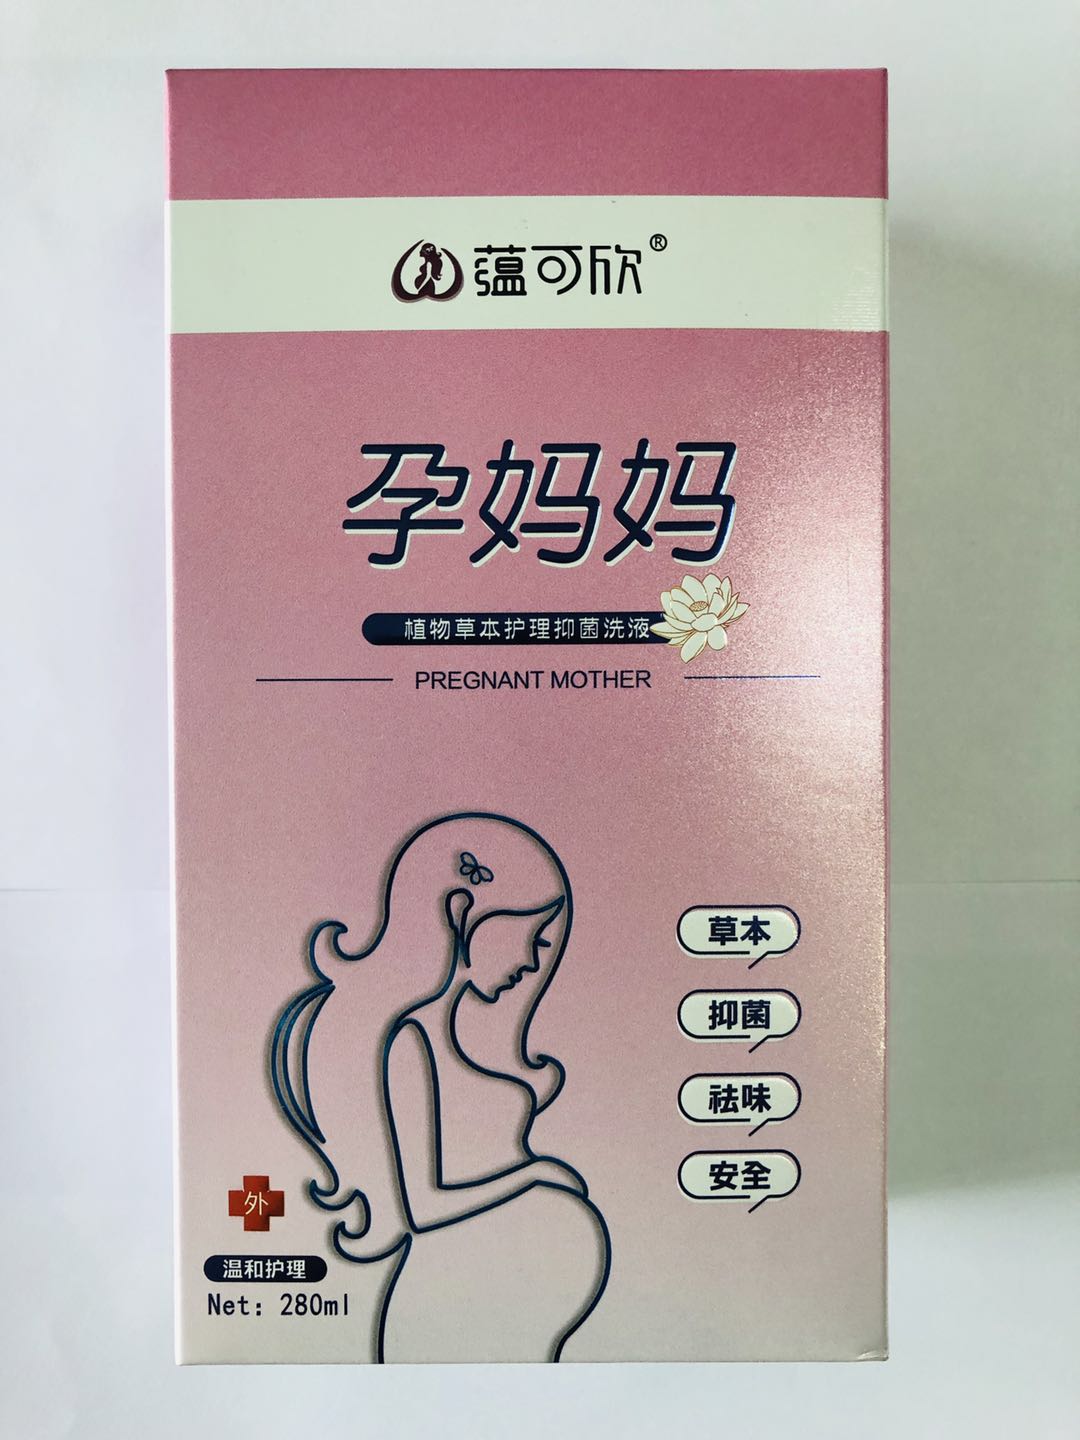 蕴可欣®
孕妈妈
植物草本护理抑菌洗液
PREGNANT MOTHER
草本
抑菌
祛味
安全
外
温和护理
Net: 280ml